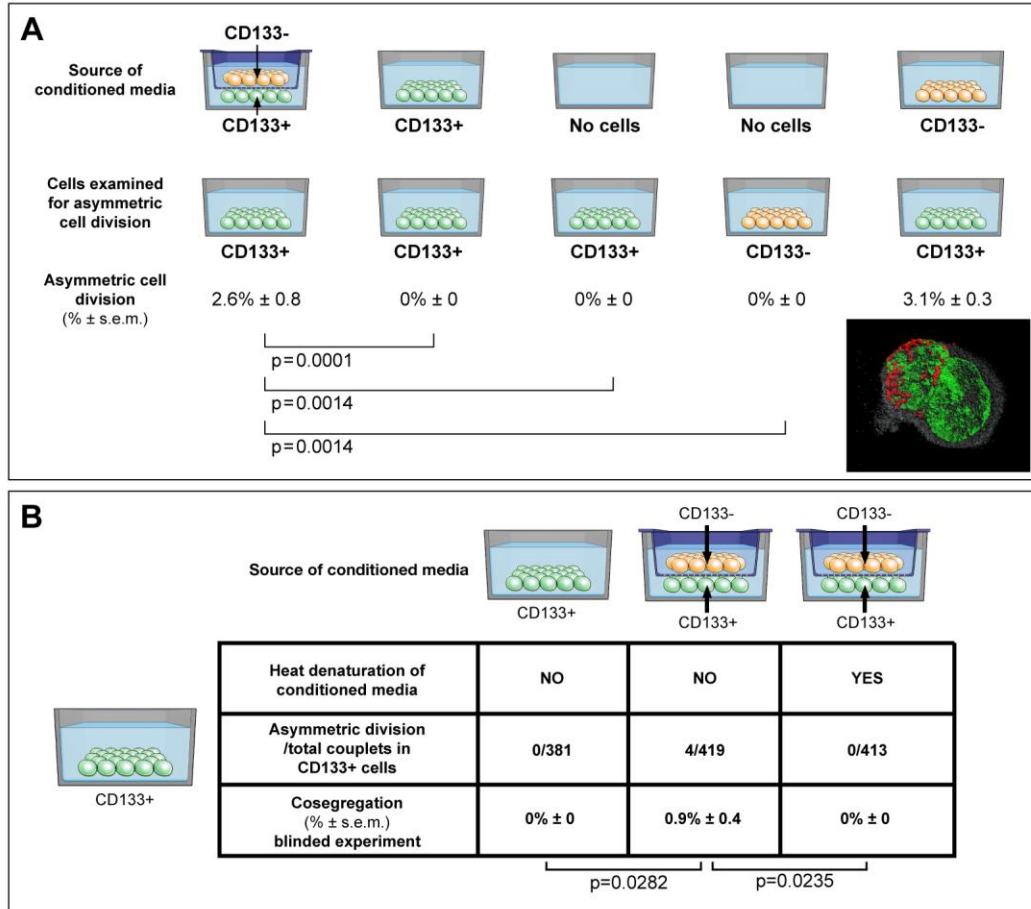 A
CD133-
Source of
conditioned media
CD133+
CD133+
No cells
No cells
CD133-
Cells examined
for asymmetric
cell division
CD133+
CD133+
CD133+
CD133-
CD133+
Asymmetric cell
division
(% ± s.e.m.)
2.6% ± 0.8
0% ± 0
0% ± 0
0% ± 0
3.1% ± 0.3
p=0.0001
p=0.0014
p=0.0014
B
CD133-
CD133-
Source of conditioned media
CD133+
CD133+
CD133+
Heat denaturation of
conditioned media
NO
NO
YES
Asymmetric division
/total couplets in
CD133+ cells
0/381
4/419
0/413
CD133+
Cosegregation
(% ± s.e.m.)
blinded experiment
0% ± 0
0.9% ± 0.4
0% ± 0
p=0.0282
p=0.0235